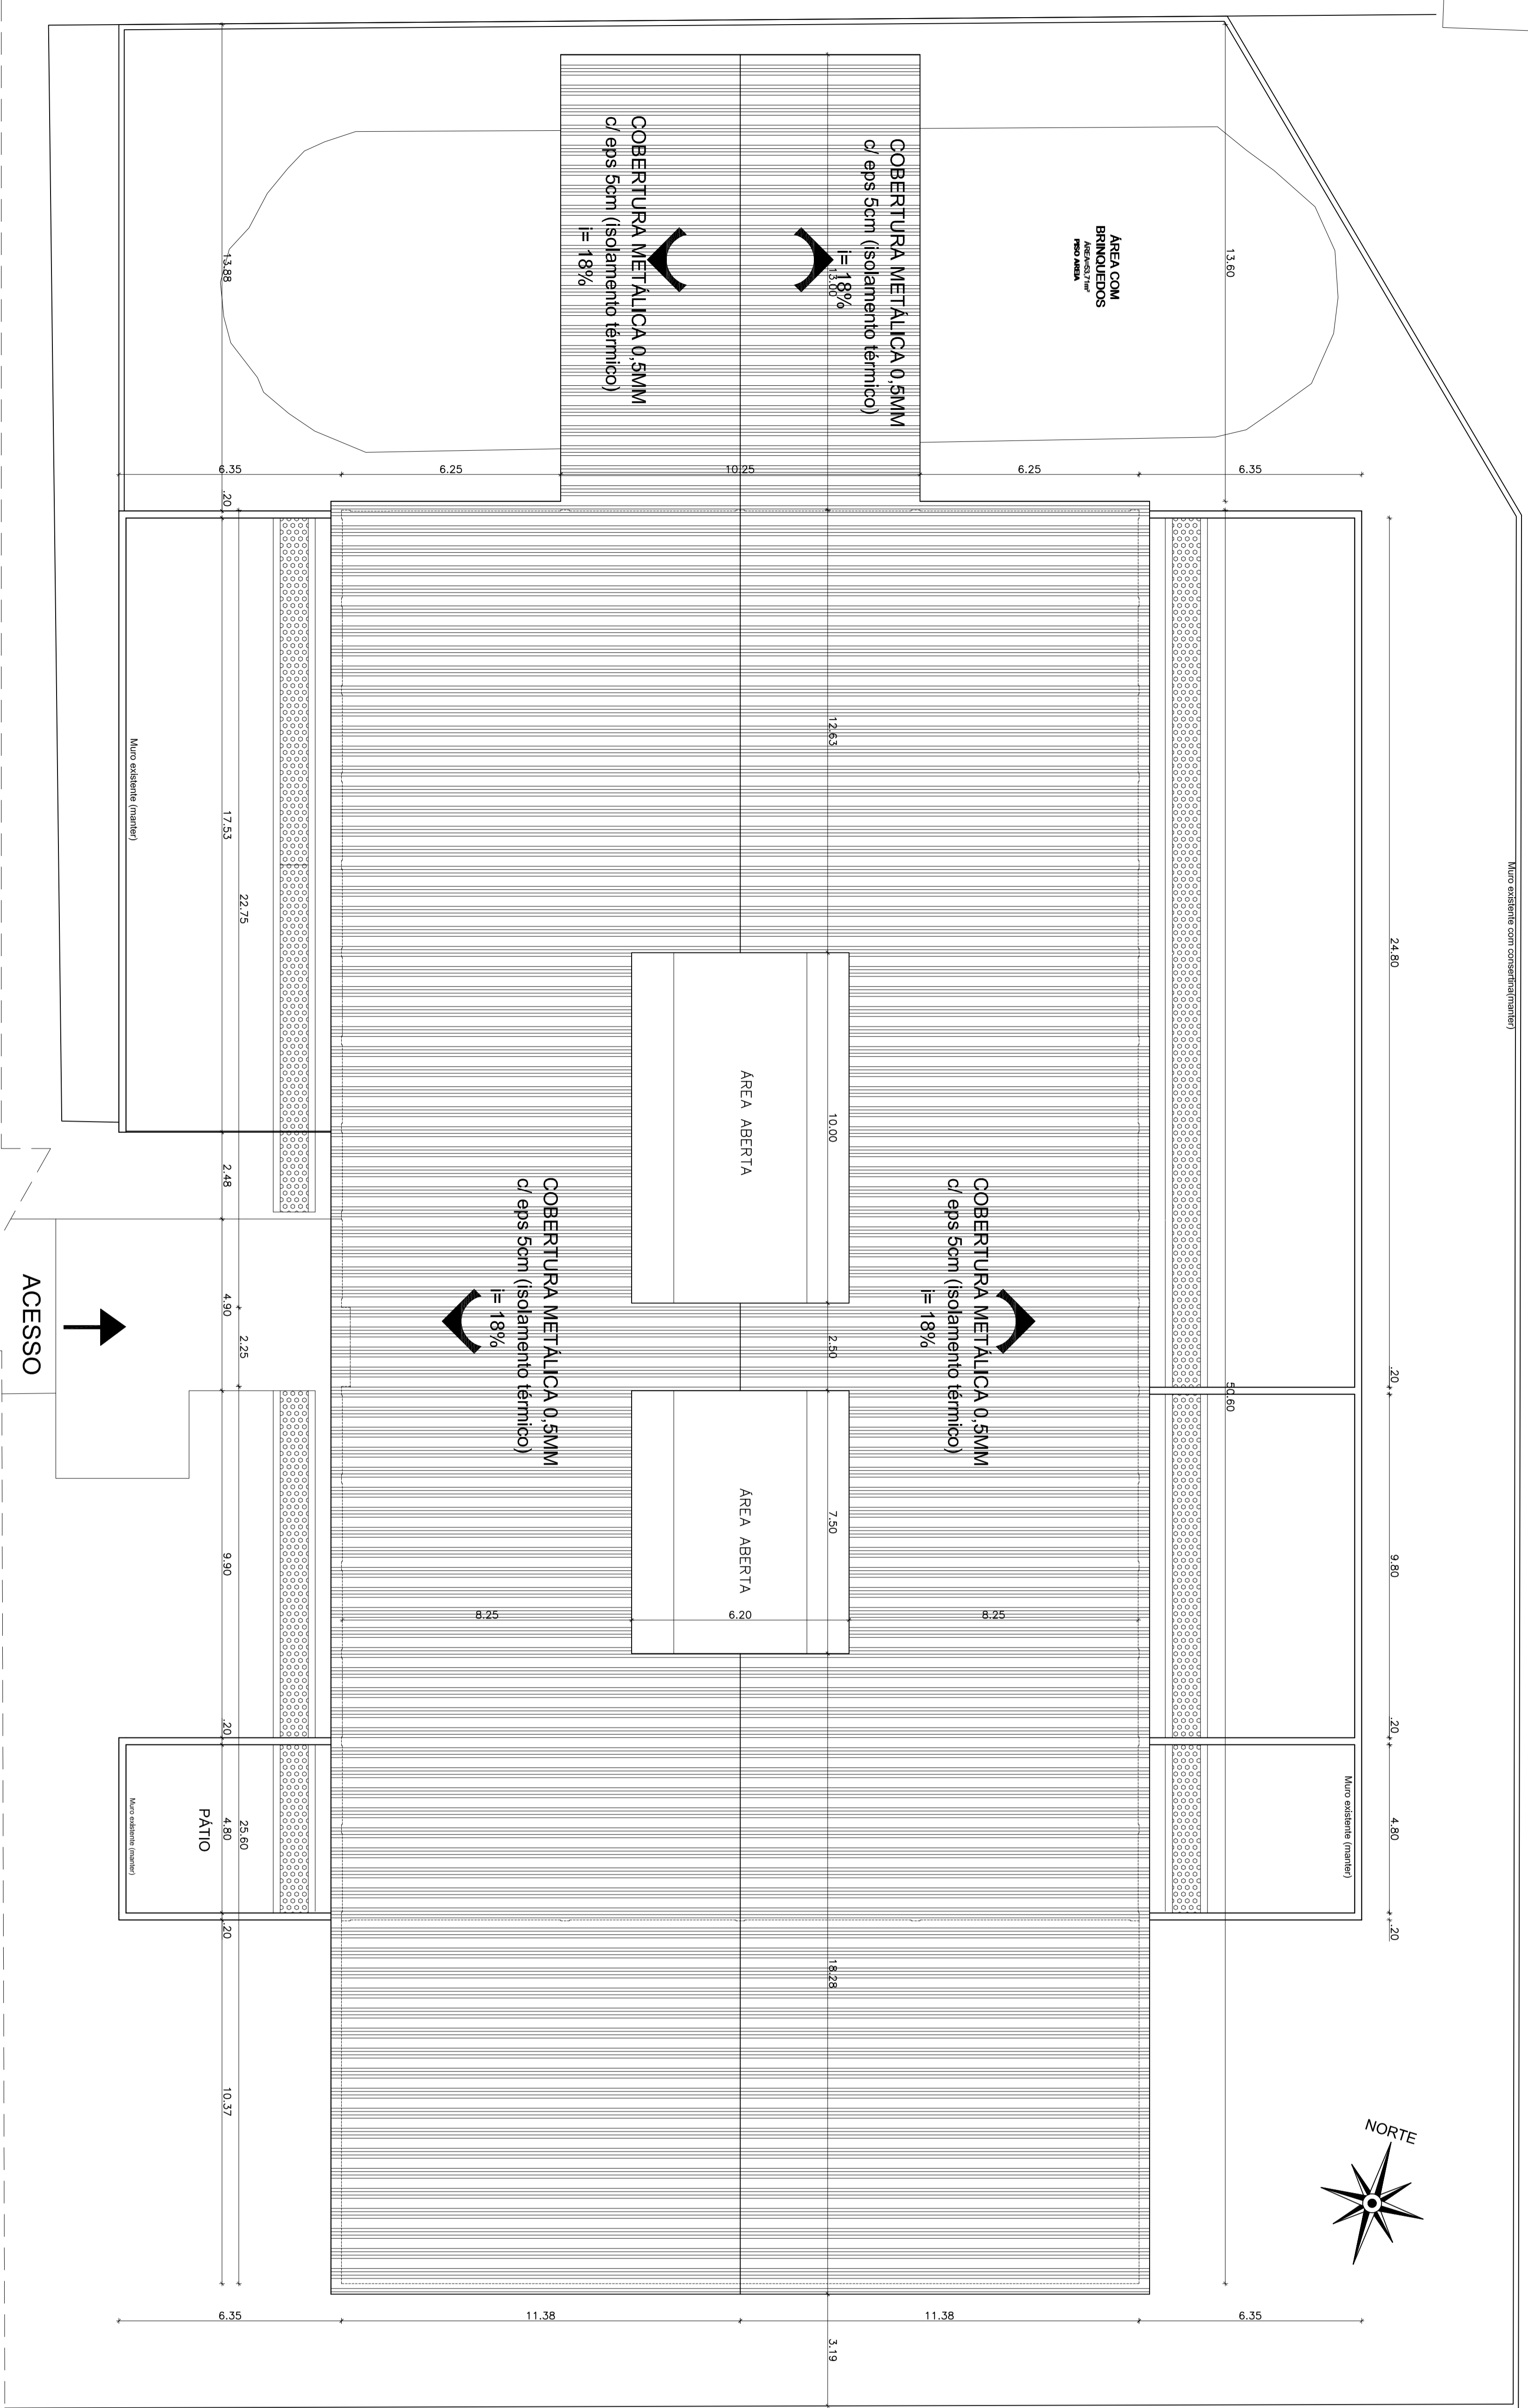 COBERTURA METÁLICA 0,5MM
c/ eps 5cm (isolamento térmico)
i= 18%
COBERTURA METÁLICA 0,5MM
c/ eps 5cm (isolamento térmico)
i= 18%
13.00
ÁREA COM
BRINQUEDOS
ÁREA=53,71m²
PISO AREIA
13.60
13.88
6.35
6.25
10.25
6.25
6.35
.20
12.63
17.53
22.75
Muro existente (manter)
Muro existente com consertina(manter)
24.80
ÁREA ABERTA
10.00
2.48
COBERTURA METÁLICA 0,5MM
c/ eps 5cm (isolamento térmico)
i= 18%
COBERTURA METÁLICA 0,5MM
c/ eps 5cm (isolamento térmico)
i= 18%
ACESSO
4.90
2.25
2.50
.20
50.60
ÁREA ABERTA
7.50
9.90
9.80
8.25
6.20
8.25
.20
.20
Muro existente (manter)
PÁTIO
4.80
25.60
Muro existente (manter)
4.80
.20
.20
18.28
10.37
NORTE
6.35
11.38
11.38
6.35
3.19